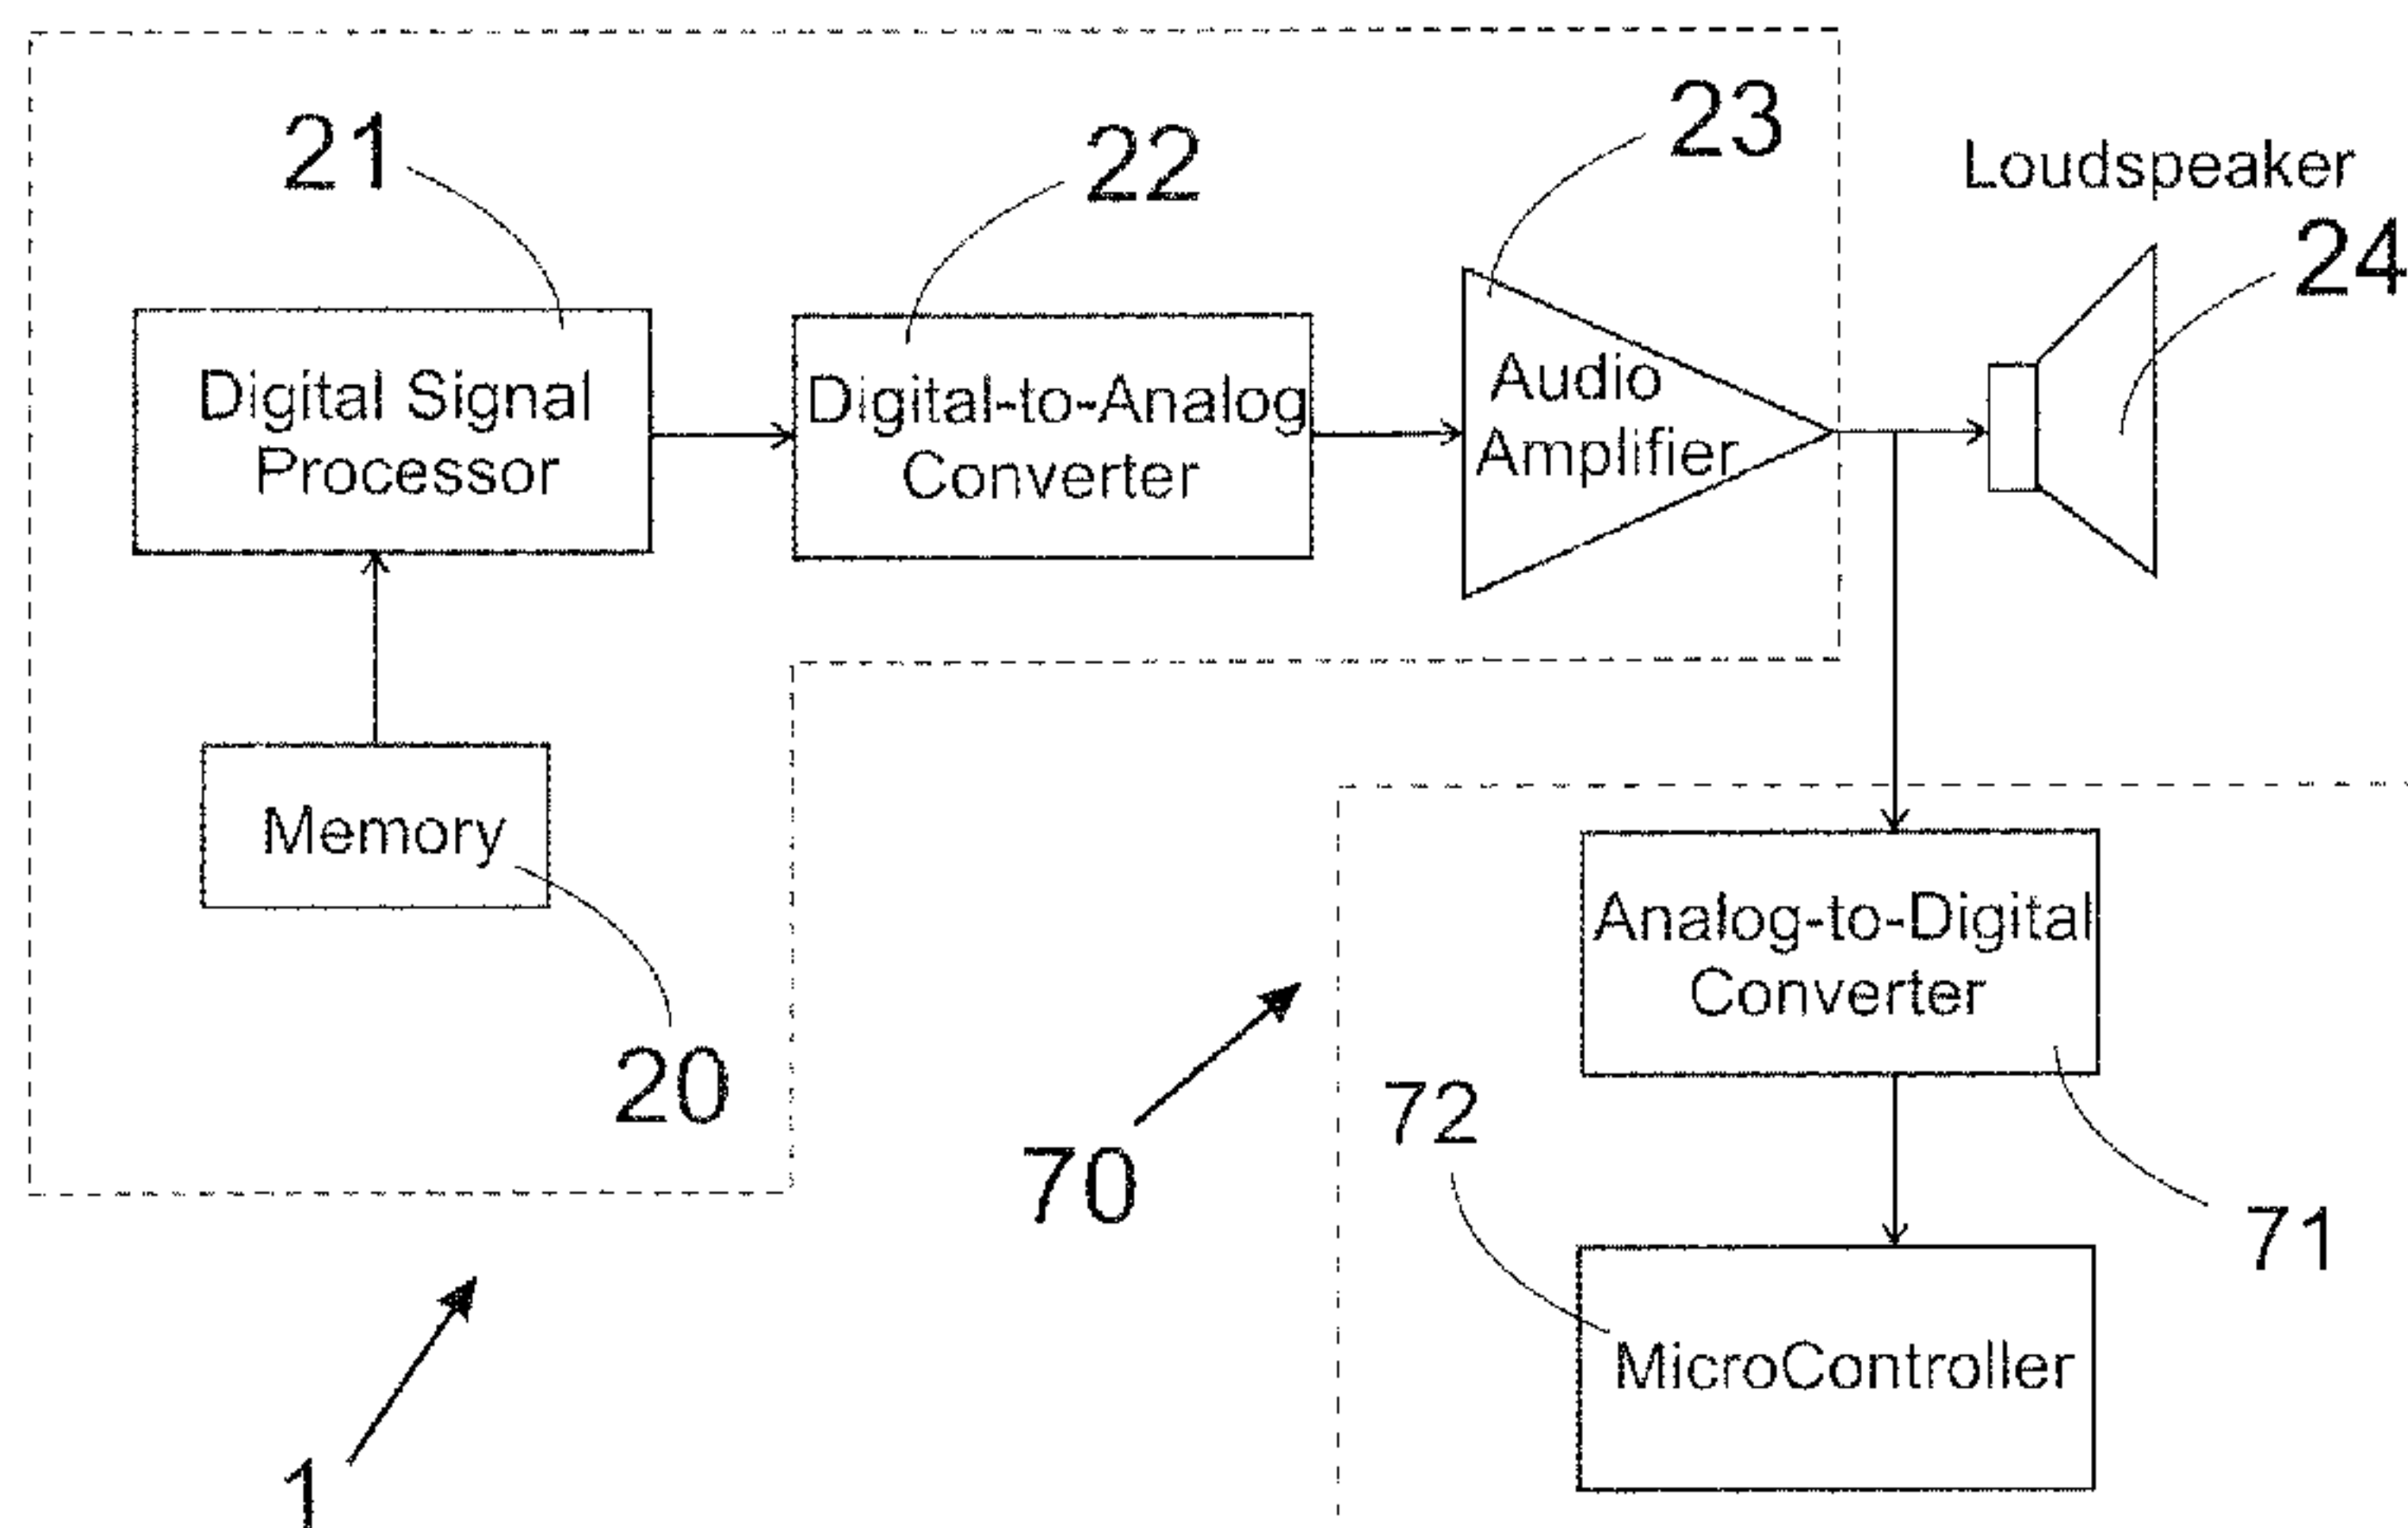 21
22
23
Loudspeaker
24
Digital Signal
Processor
Digital-to-Analog
Converter
Audio
Amplifier
Memory
20
Analog-to-Digital
Converter
70
72
71
MicroController
1